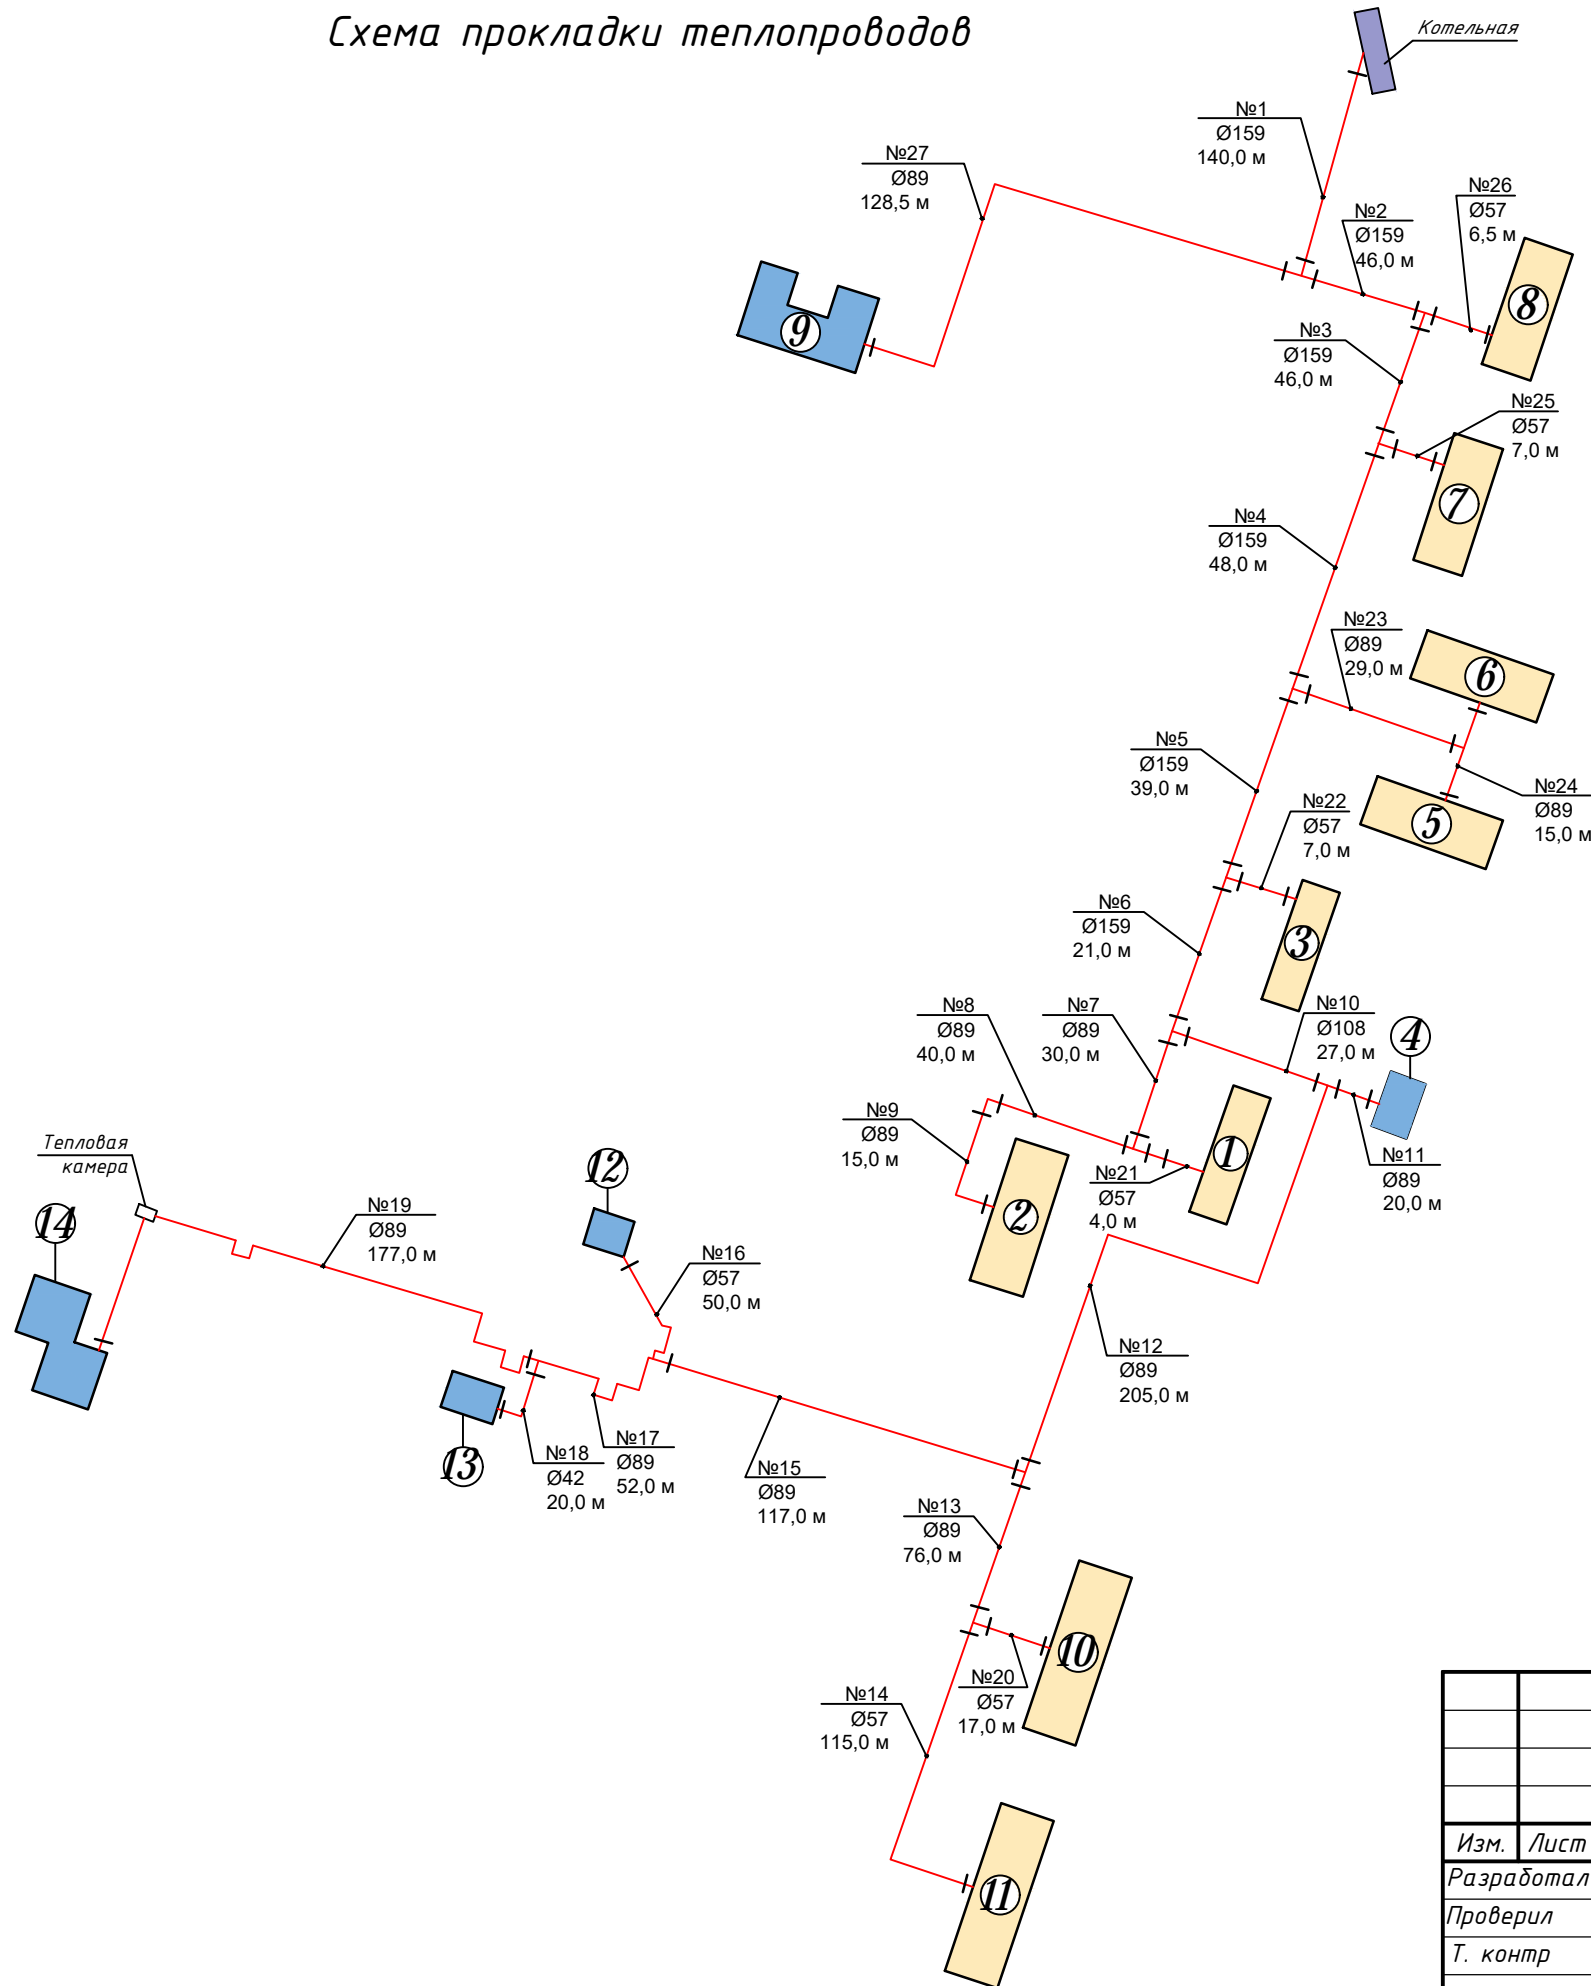 Схема прокладки теплопроводов
Котельная
№1
Ø159
140,0 м
№27
Ø89
128,5 м
№26
Ø57
6,5 м
№2
Ø159
46,0 м
8
9
№3
Ø159
46,0 м
№25
Ø57
7,0 м
7
№4
Ø159
48,0 м
№23
Ø89
29,0 м
6
№5
Ø159
39,0 м
№24
Ø89
15,0 м
№22
Ø57
7,0 м
5
№6
Ø159
21,0 м
3
№8
Ø89
40,0 м
№7
Ø89
30,0 м
№10
Ø108
27,0 м
4
№9
Ø89
15,0 м
Тепловая
камера
12
1
№11
Ø89
20,0 м
№21
Ø57
4,0 м
2
14
№19
Ø89
177,0 м
№16
Ø57
50,0 м
№12
Ø89
205,0 м
13
№18
Ø42
20,0 м
№17
Ø89
52,0 м
№15
Ø89
117,0 м
№13
Ø89
76,0 м
10
№20
Ø57
17,0 м
№14
Ø57
115,0 м
11
Изм. Лист
Разработал
Проверил
Т. контр